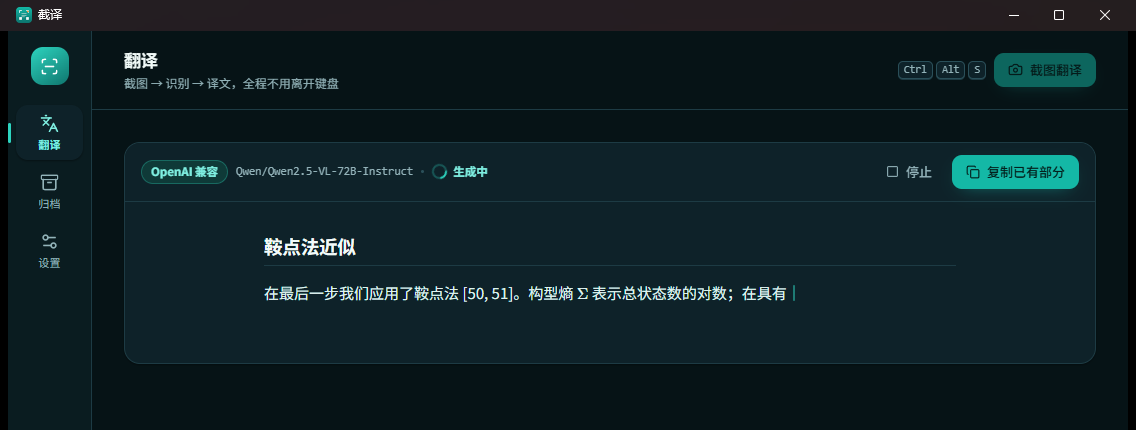 截译
翻译
截图 → 识别 → 译文，全程不用离开键盘
Ctrl Alt S 截图翻译
翻译
归档
设置
OpenAI 兼容 Qwen/Qwen2.5-VL-72B-Instruct · 生成中 停止 复制已有部分
鞍点法近似
在最后一步我们应用了鞍点法 [50, 51]。构型熵 Σ 表示总状态数的对数；在具有